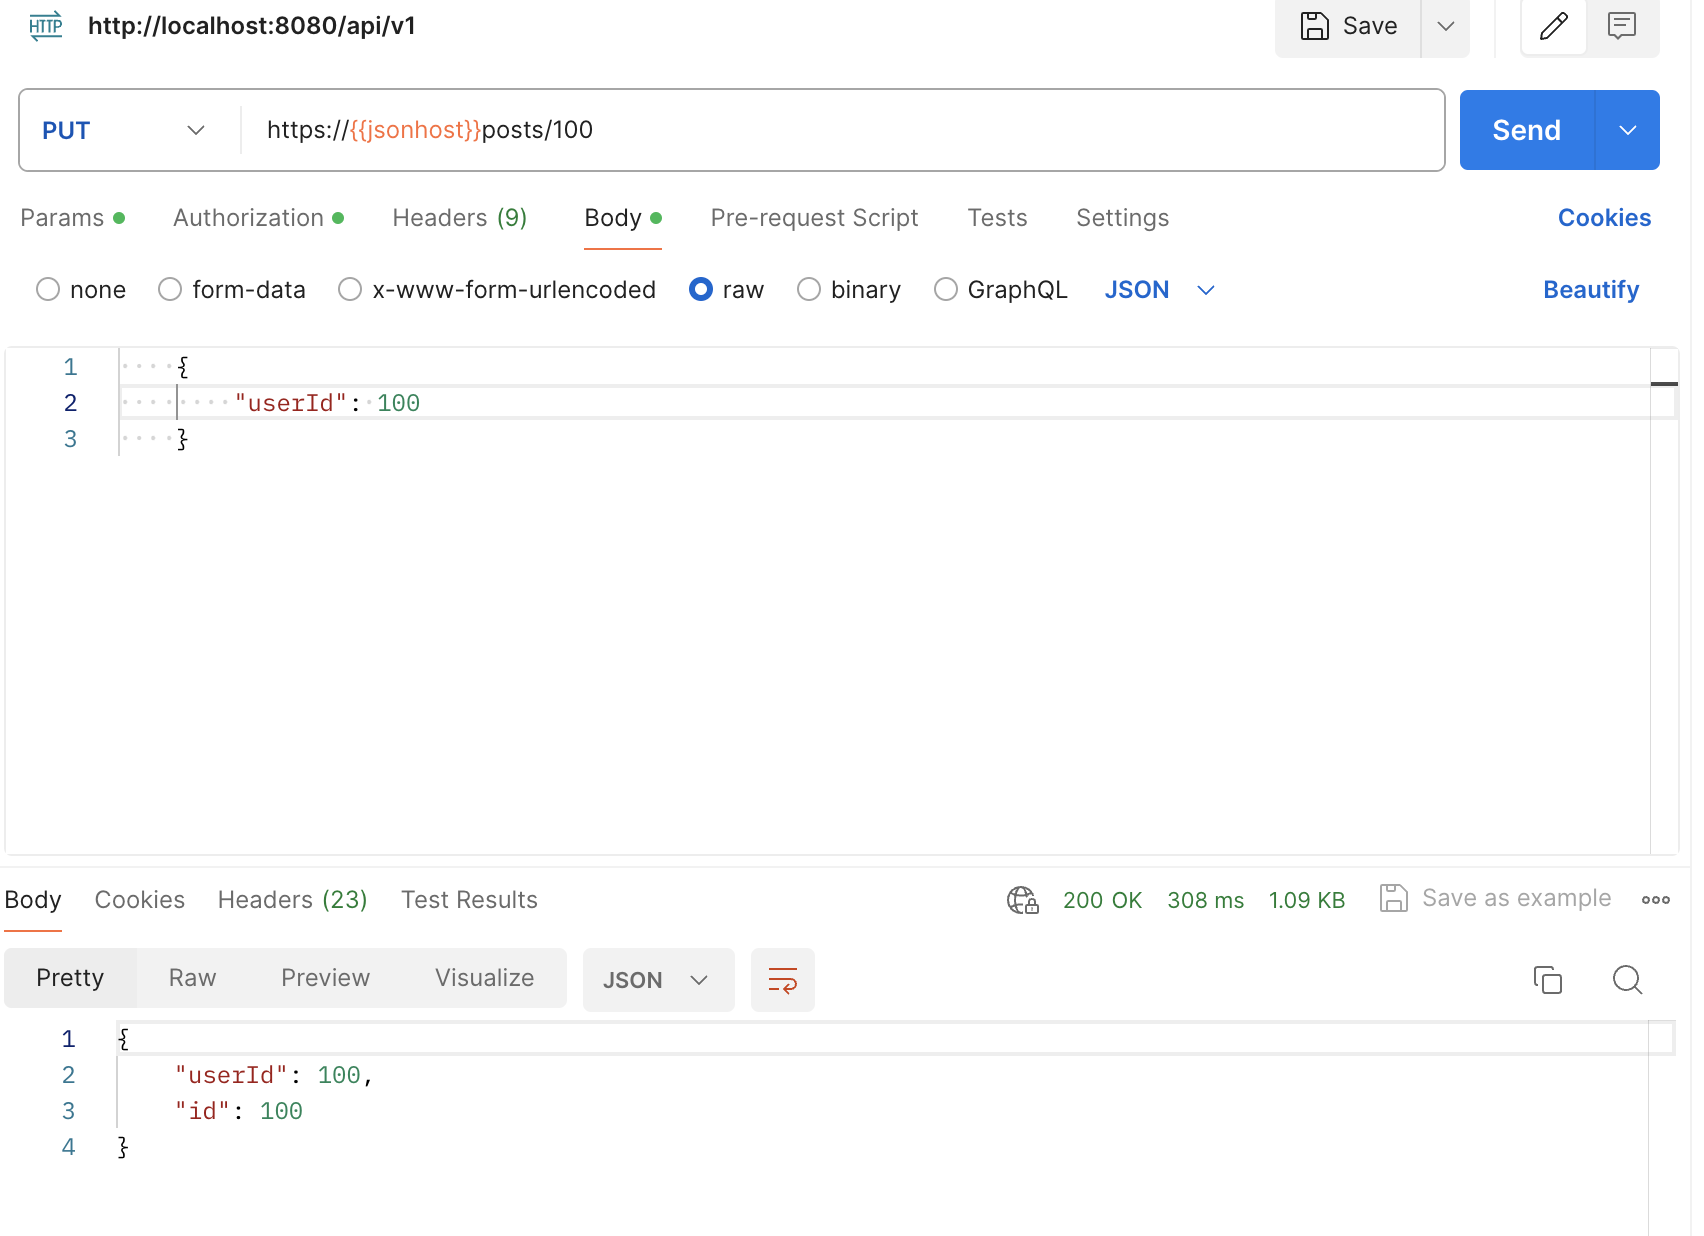 HTTP http://localhost:8080/api/v1 Save
PUT https://{{jsonhost}}posts/100 Send
Params Authorization Headers (9) Body Pre-request Script Tests Settings Cookies
none form-data x-www-form-urlencoded raw binary GraphQL JSON Beautify
1 {
2 "userId": 100
3 }
Body Cookies Headers (23) Test Results 200 OK 308 ms 1.09 KB Save as example
Pretty Raw Preview Visualize JSON
1 {
2 "userId": 100,
3 "id": 100
4 }